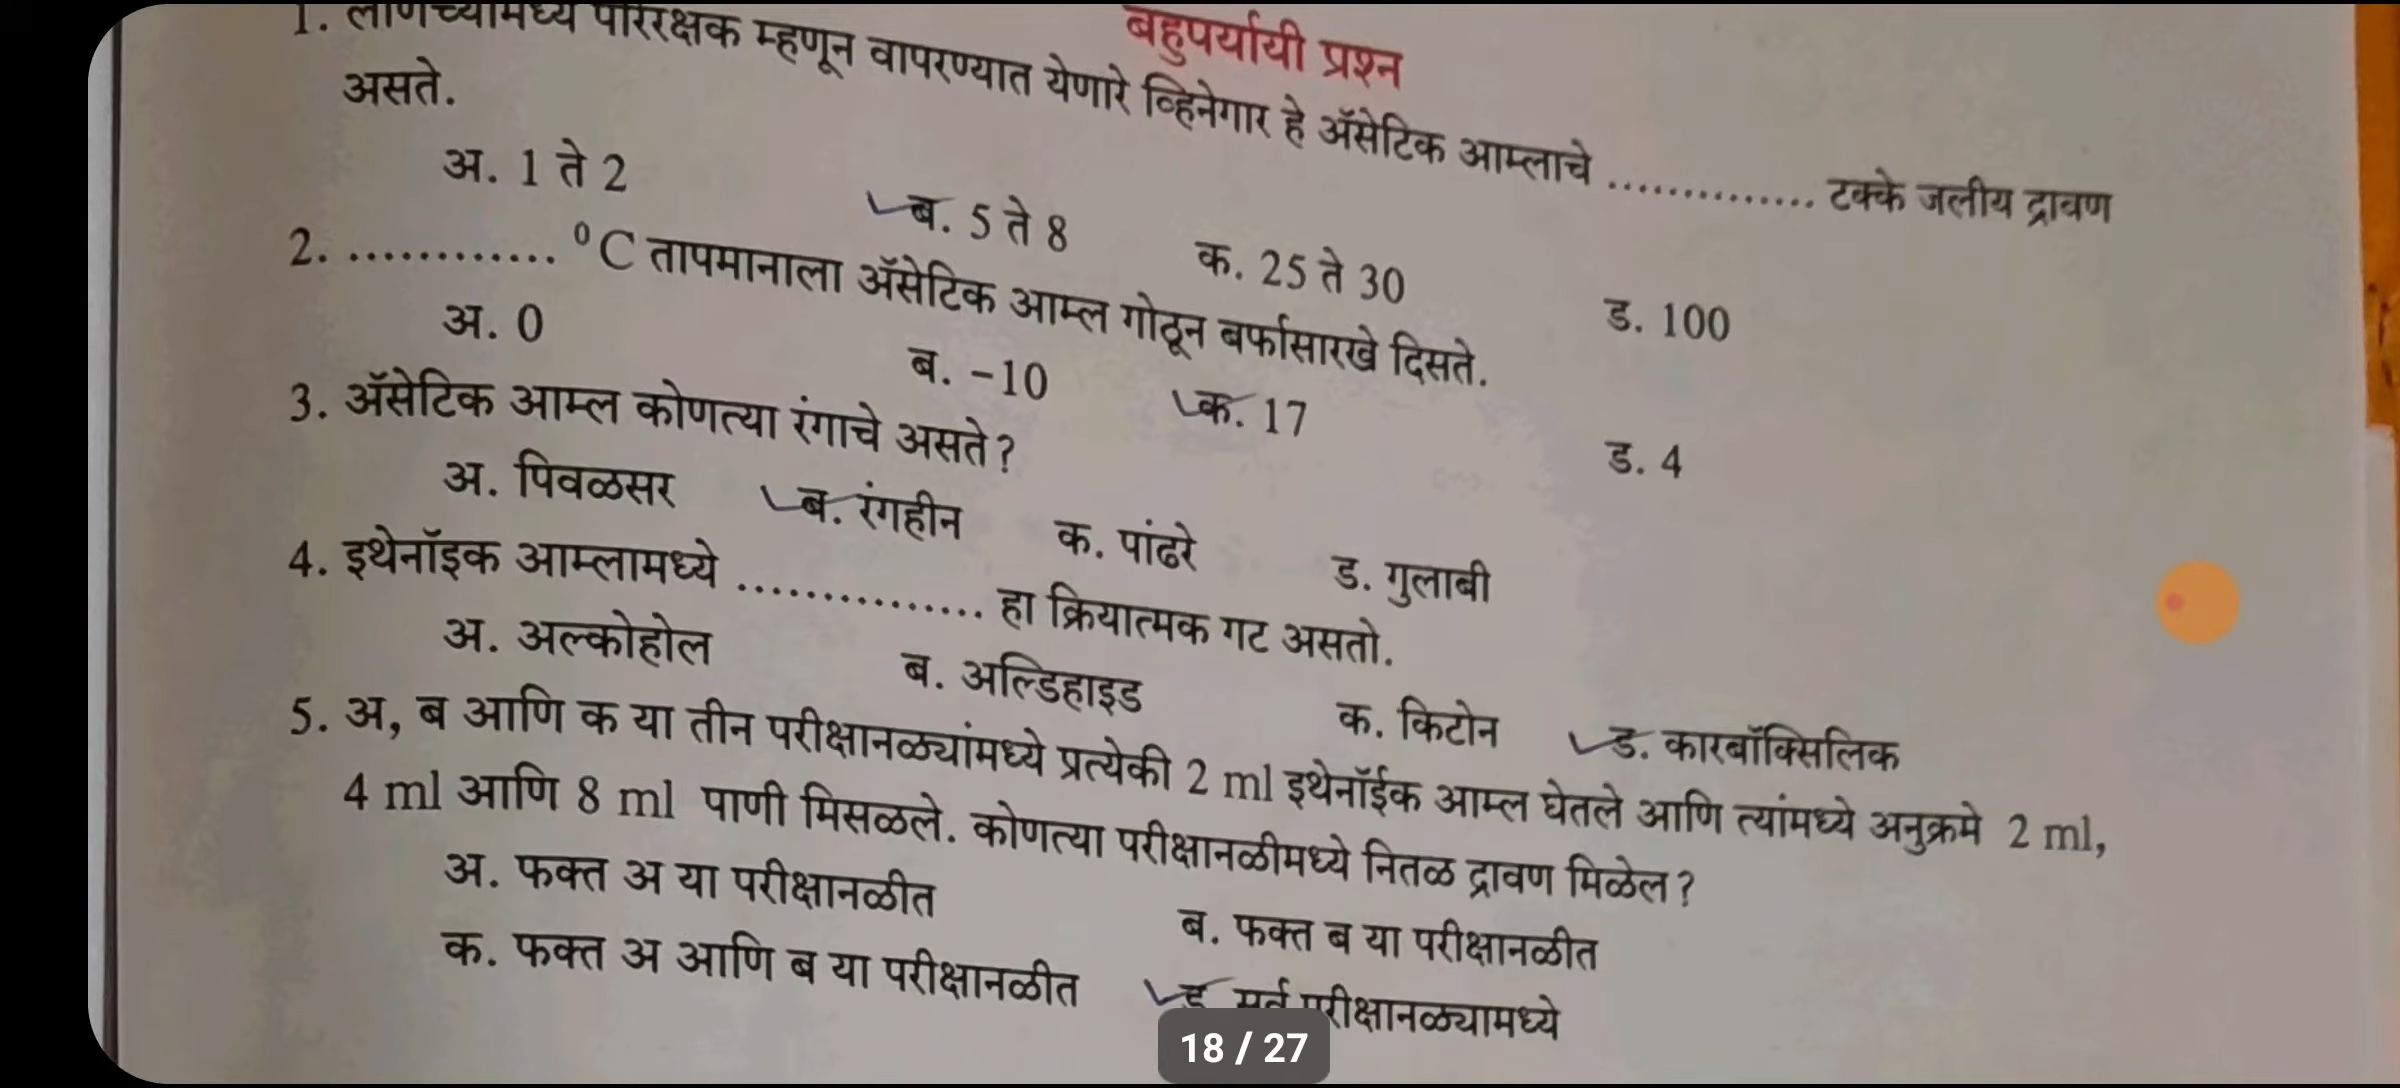 बहुपर्यायी प्रश्न
1. लोणच्यामध्ये परिरक्षक म्हणून वापरण्यात येणारे व्हिनेगार हे ॲसेटिक आम्लाचे .............. टक्के जलीय द्रावण
असते.
अ. 1 ते 2 ब. 5 ते 8 क. 25 ते 30 ड. 100
2. ............ ⁰C तापमानाला ॲसेटिक आम्ल गोठून बर्फासारखे दिसते.
अ. 0 ब. -10 क. 17 ड. 4
3. ॲसेटिक आम्ल कोणत्या रंगाचे असते?
अ. पिवळसर ब. रंगहीन क. पांढरे ड. गुलाबी
4. इथेनॉइक आम्लामध्ये .............. हा क्रियात्मक गट असतो.
अ. अल्कोहोल ब. अल्डिहाइड क. किटोन ड. कारबॉक्सिलिक
5. अ, ब आणि क या तीन परीक्षानळ्यांमध्ये प्रत्येकी 2 ml इथेनॉईक आम्ल घेतले आणि त्यांमध्ये अनुक्रमे 2 ml,
4 ml आणि 8 ml पाणी मिसळले. कोणत्या परीक्षानळीमध्ये नितळ द्रावण मिळेल?
अ. फक्त अ या परीक्षानळीत ब. फक्त ब या परीक्षानळीत
क. फक्त अ आणि ब या परीक्षानळीत ड. सर्व परीक्षानळ्यामध्ये
18 / 27